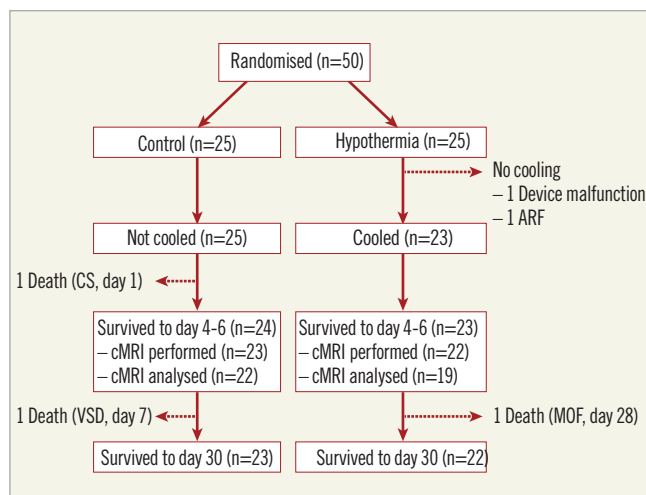 Randomised (n=50)
Control (n=25)
Hypothermia (n=25)
No cooling
– 1 Device malfunction
– 1 ARF
Not cooled (n=25)
Cooled (n=23)
1 Death (CS, day 1)
Survived to day 4-6 (n=24)
– cMRI performed (n=23)
– cMRI analysed (n=22)
Survived to day 4-6 (n=23)
– cMRI performed (n=22)
– cMRI analysed (n=19)
1 Death (VSD, day 7)
1 Death (MOF, day 28)
Survived to day 30 (n=23)
Survived to day 30 (n=22)